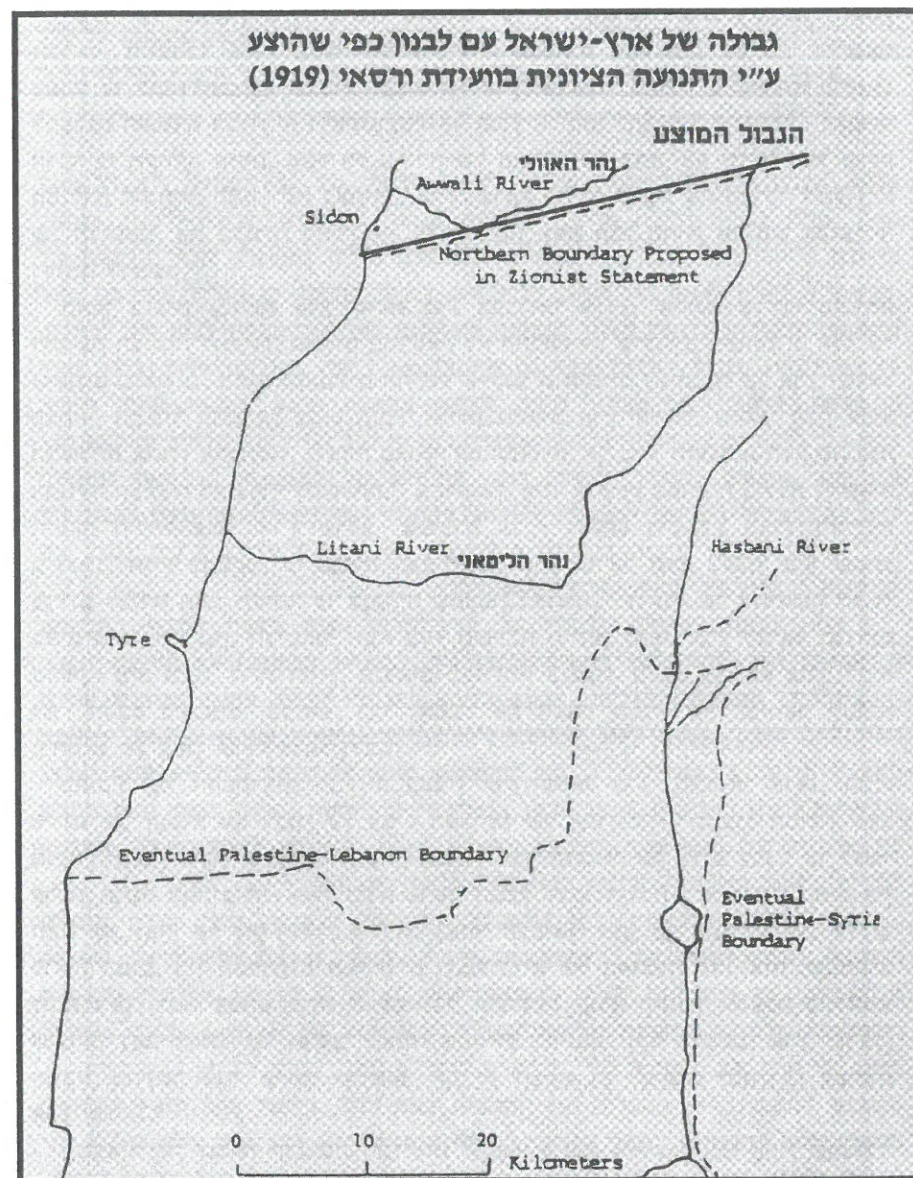 גבולה של ארץ-ישראל עם לבנון כפי שהוצע
ע״י התנועה הציונית בוועידת ורסאי (1919)
הגבול המוצע
נהר האוולי
Awwali River
Sidon
Northern Boundary Proposed
in Zionist Statement
Litani River
נהר הליטאני
Hasbani River
Tyre
Eventual Palestine-Lebanon Boundary
Eventual
Palestine-Syria
Boundary
0 10 20
Kilometers